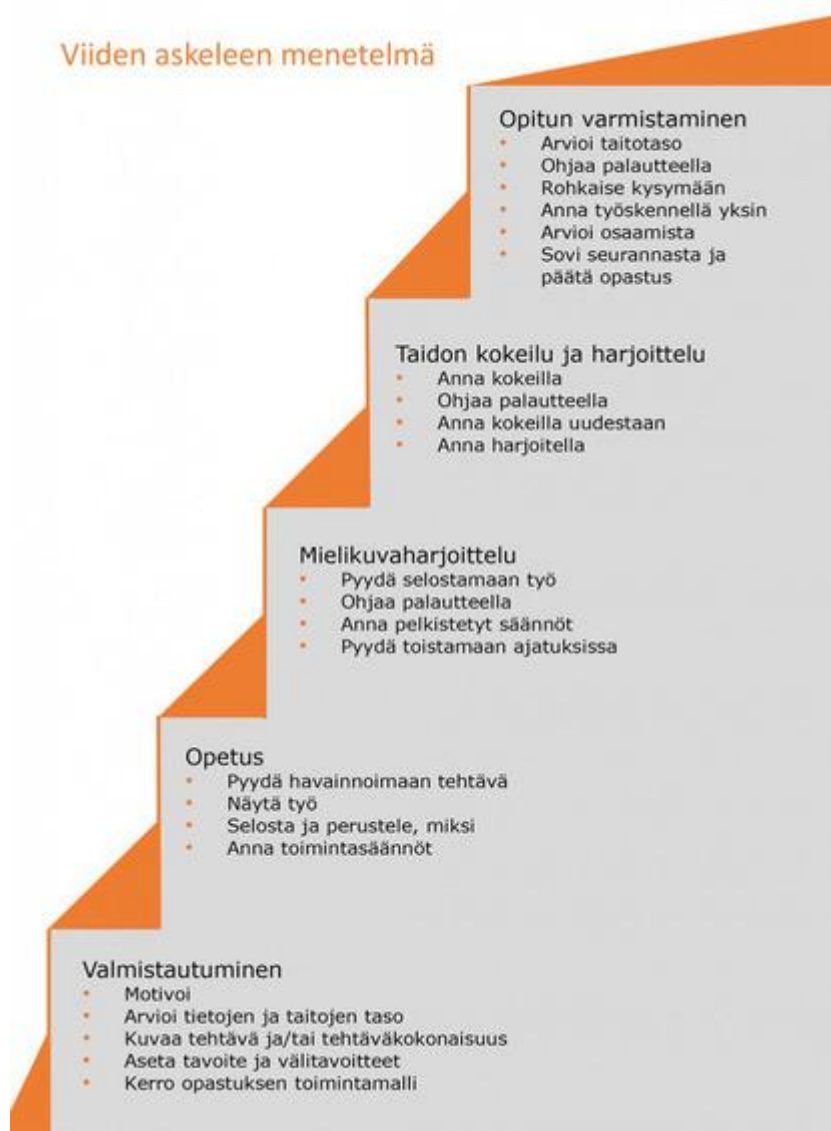 Viiden askeleen menetelmä
Opitun varmistaminen
• Arvioi taitotaso
• Ohjaa palautteella
• Rohkaise kysymään
• Anna työskennellä yksin
• Arvioi osaamista
• Sovi seurannasta ja
päätä opastus
Taidon kokeilu ja harjoittelu
• Anna kokeilla
• Ohjaa palautteella
• Anna kokeilla uudestaan
• Anna harjoitella
Mielikuvaharjoittelu
• Pyydä selostamaan työ
• Ohjaa palautteella
• Anna pelkistetyt säännöt
• Pyydä toistamaan ajatuksissa
Opetus
• Pyydä havainnoimaan tehtävä
• Näytä työ
• Selosta ja perustele, miksi
• Anna toimintasäännöt
Valmistautuminen
• Motivoi
• Arvioi tietojen ja taitojen taso
• Kuvaa tehtävä ja/tai tehtäväkokonaisuus
• Aseta tavoite ja välitavoitteet
• Kerro opastuksen toimintamalli